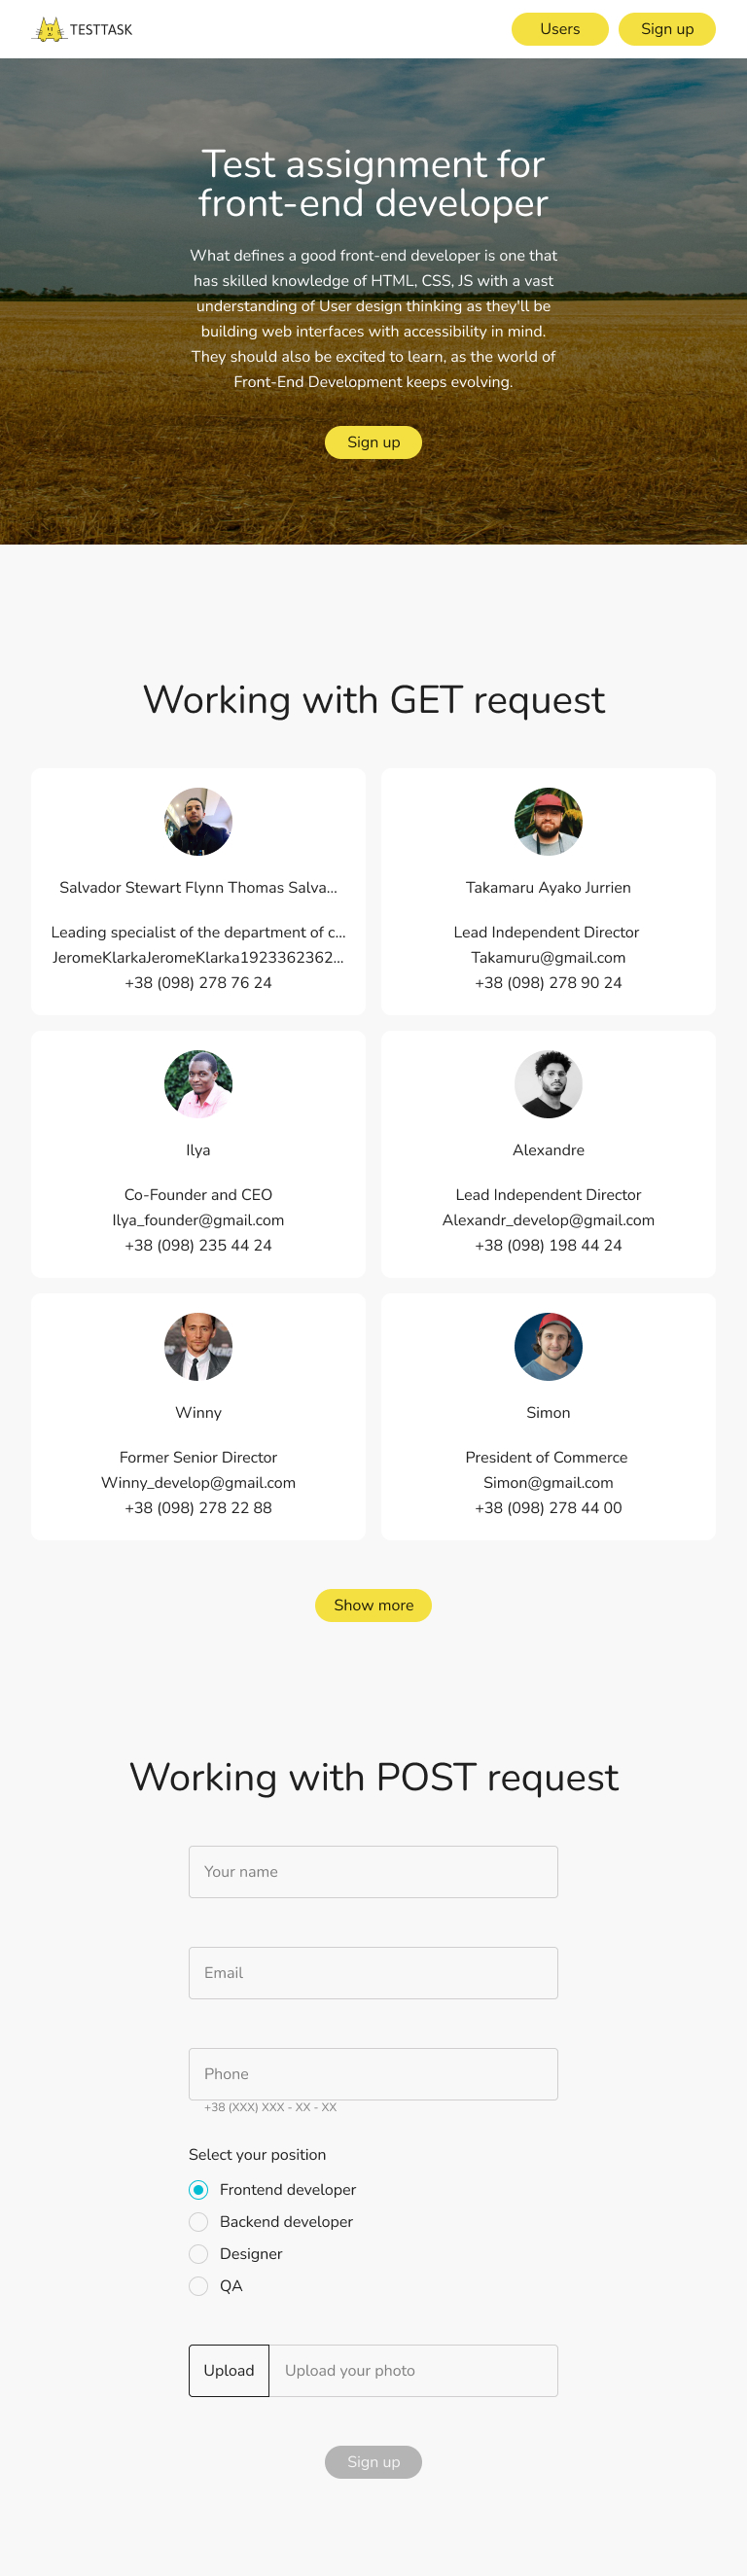 TESTTASK
Users
Sign up
Test assignment for
front-end developer
What defines a good front-end developer is one that
has skilled knowledge of HTML, CSS, JS with a vast
understanding of User design thinking as they'll be
building web interfaces with accessibility in mind.
They should also be excited to learn, as the world of
Front-End Development keeps evolving.
Sign up
Working with GET request
Salvador Stewart Flynn Thomas Salva...
Leading specialist of the department of c...
JeromeKlarkaJeromeKlarka1923362362...
+38 (098) 278 76 24
Takamaru Ayako Jurrien
Lead Independent Director
Takamuru@gmail.com
+38 (098) 278 90 24
Ilya
Co-Founder and CEO
Ilya_founder@gmail.com
+38 (098) 235 44 24
Alexandre
Lead Independent Director
Alexandr_develop@gmail.com
+38 (098) 198 44 24
Winny
Former Senior Director
Winny_develop@gmail.com
+38 (098) 278 22 88
Simon
President of Commerce
Simon@gmail.com
+38 (098) 278 44 00
Show more
Working with POST request
Your name
Email
Phone
+38 (XXX) XXX - XX - XX
Select your position
Frontend developer
Backend developer
Designer
QA
Upload
Upload your photo
Sign up